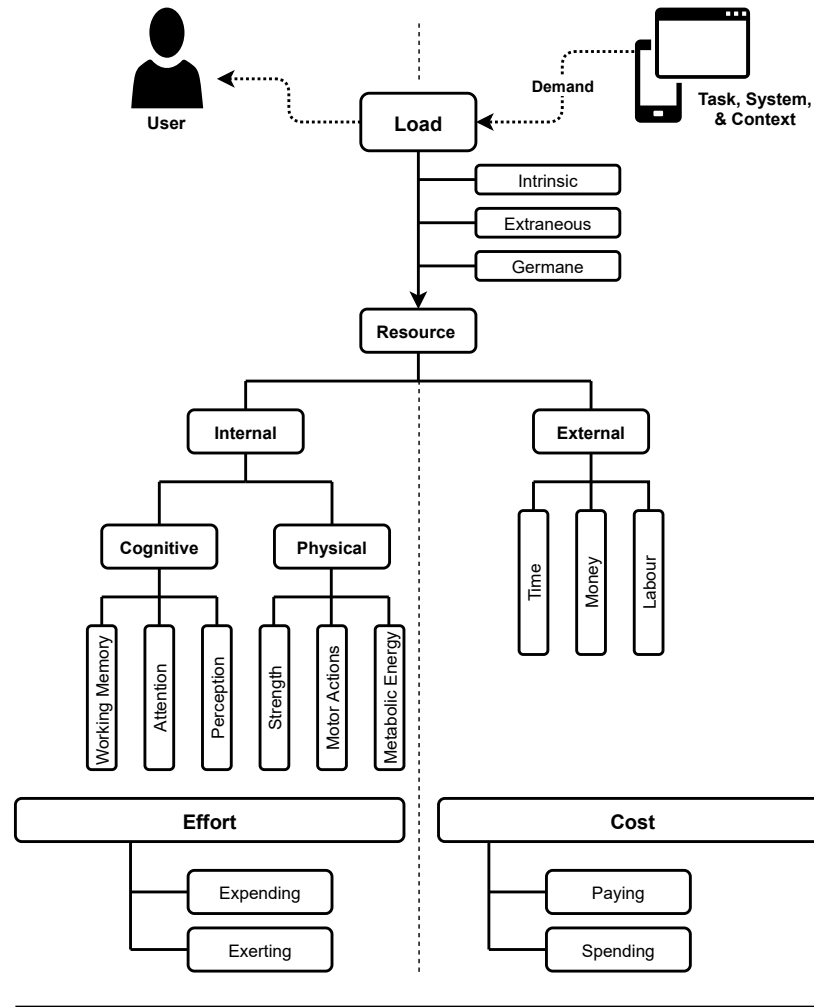 Demand
User
Load
Task, System,
& Context
Intrinsic
Extraneous
Germane
Resource
Internal
External
Cognitive
Physical
Time
Money
Labour
Working Memory
Attention
Perception
Strength
Motor Actions
Metabolic Energy
Effort
Cost
Expending
Paying
Exerting
Spending